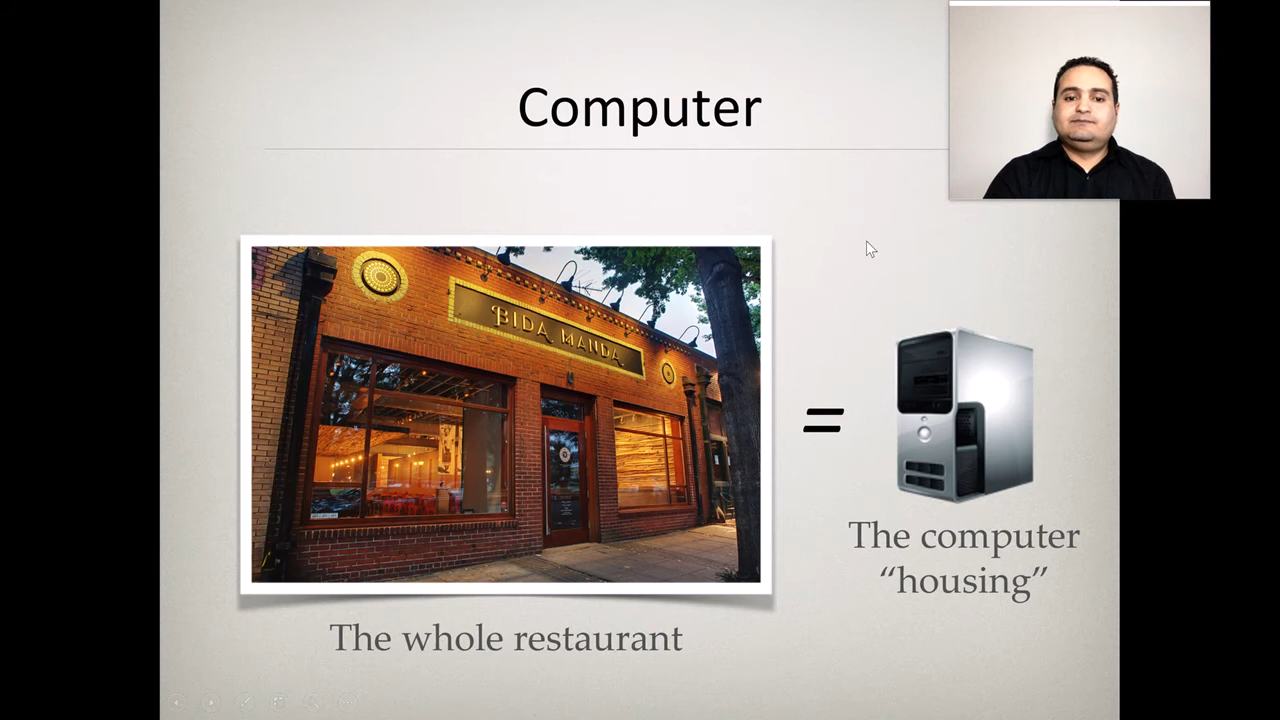 Computer
BIDA MANDA
=
The computer
“housing”
The whole restaurant